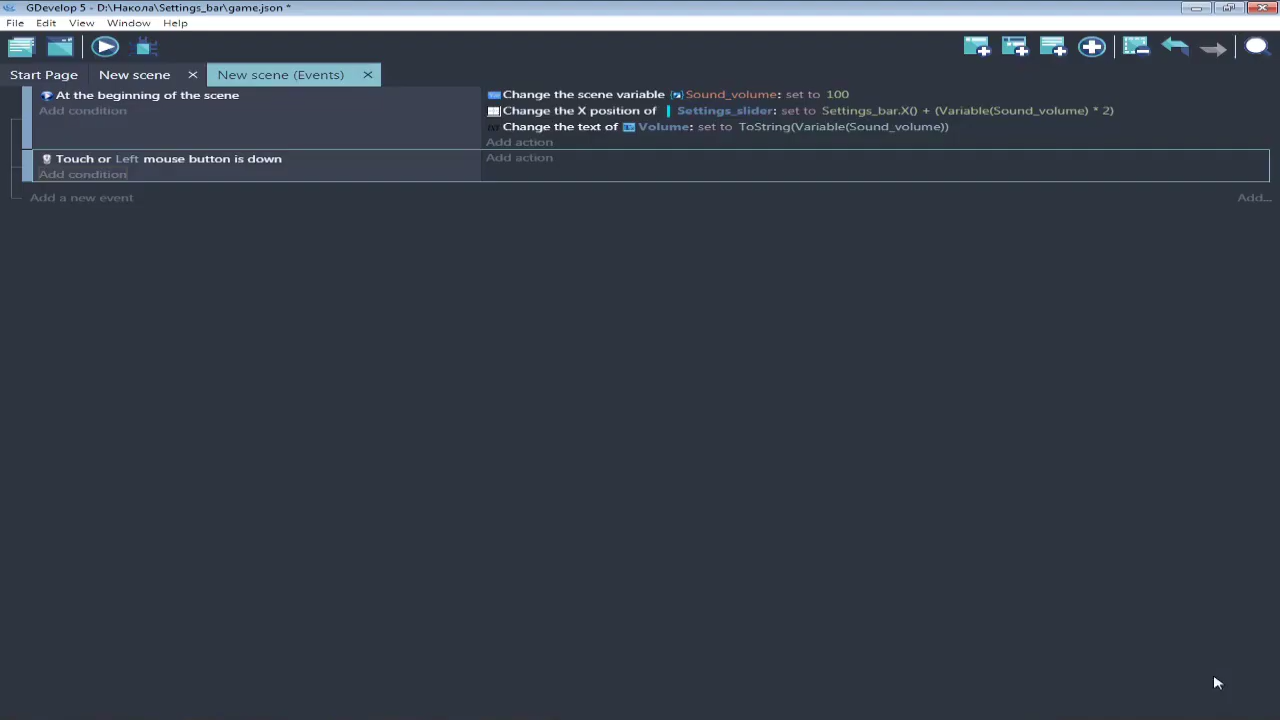 GDevelop 5 - D:\Накола\Settings_bar\game.json *
File Edit View Window Help
Start Page New scene × New scene (Events) ×
At the beginning of the scene
Add condition
Change the scene variable Sound_volume: set to 100
Change the X position of Settings_slider: set to Settings_bar.X() + (Variable(Sound_volume) * 2)
Change the text of Volume: set to ToString(Variable(Sound_volume))
Add action
Touch or Left mouse button is down
Add condition
Add action
Add a new event
Add...